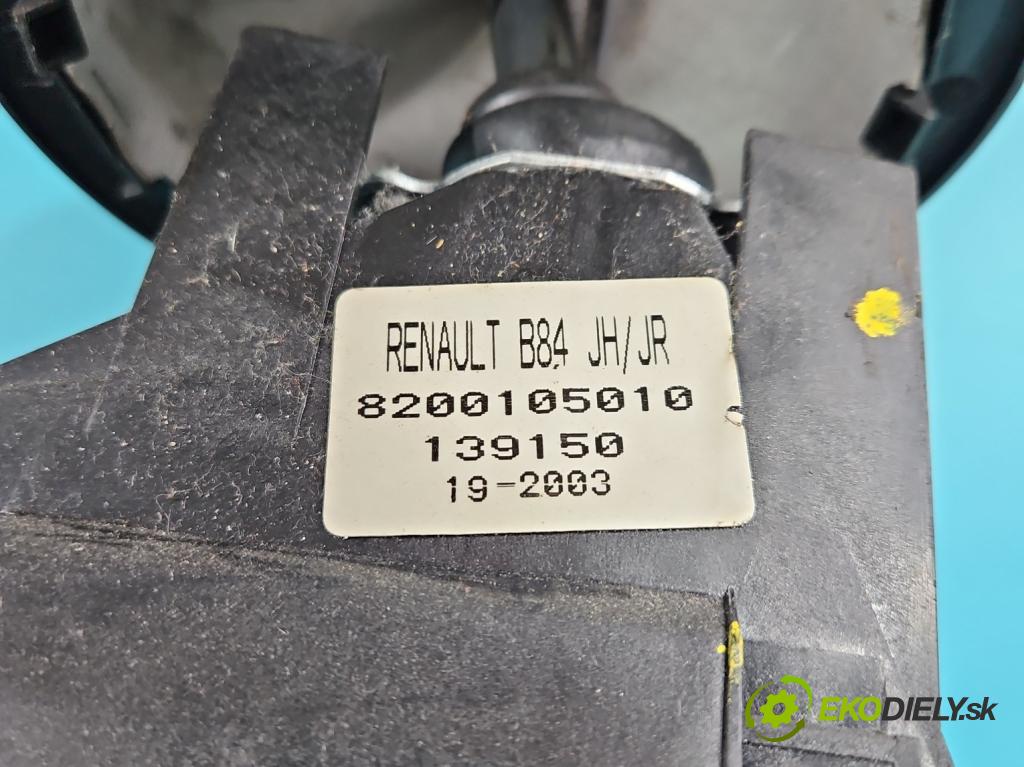 RENAULT B84 JH/JR
8200105010
139150
19-2003
EKODIELY.sk